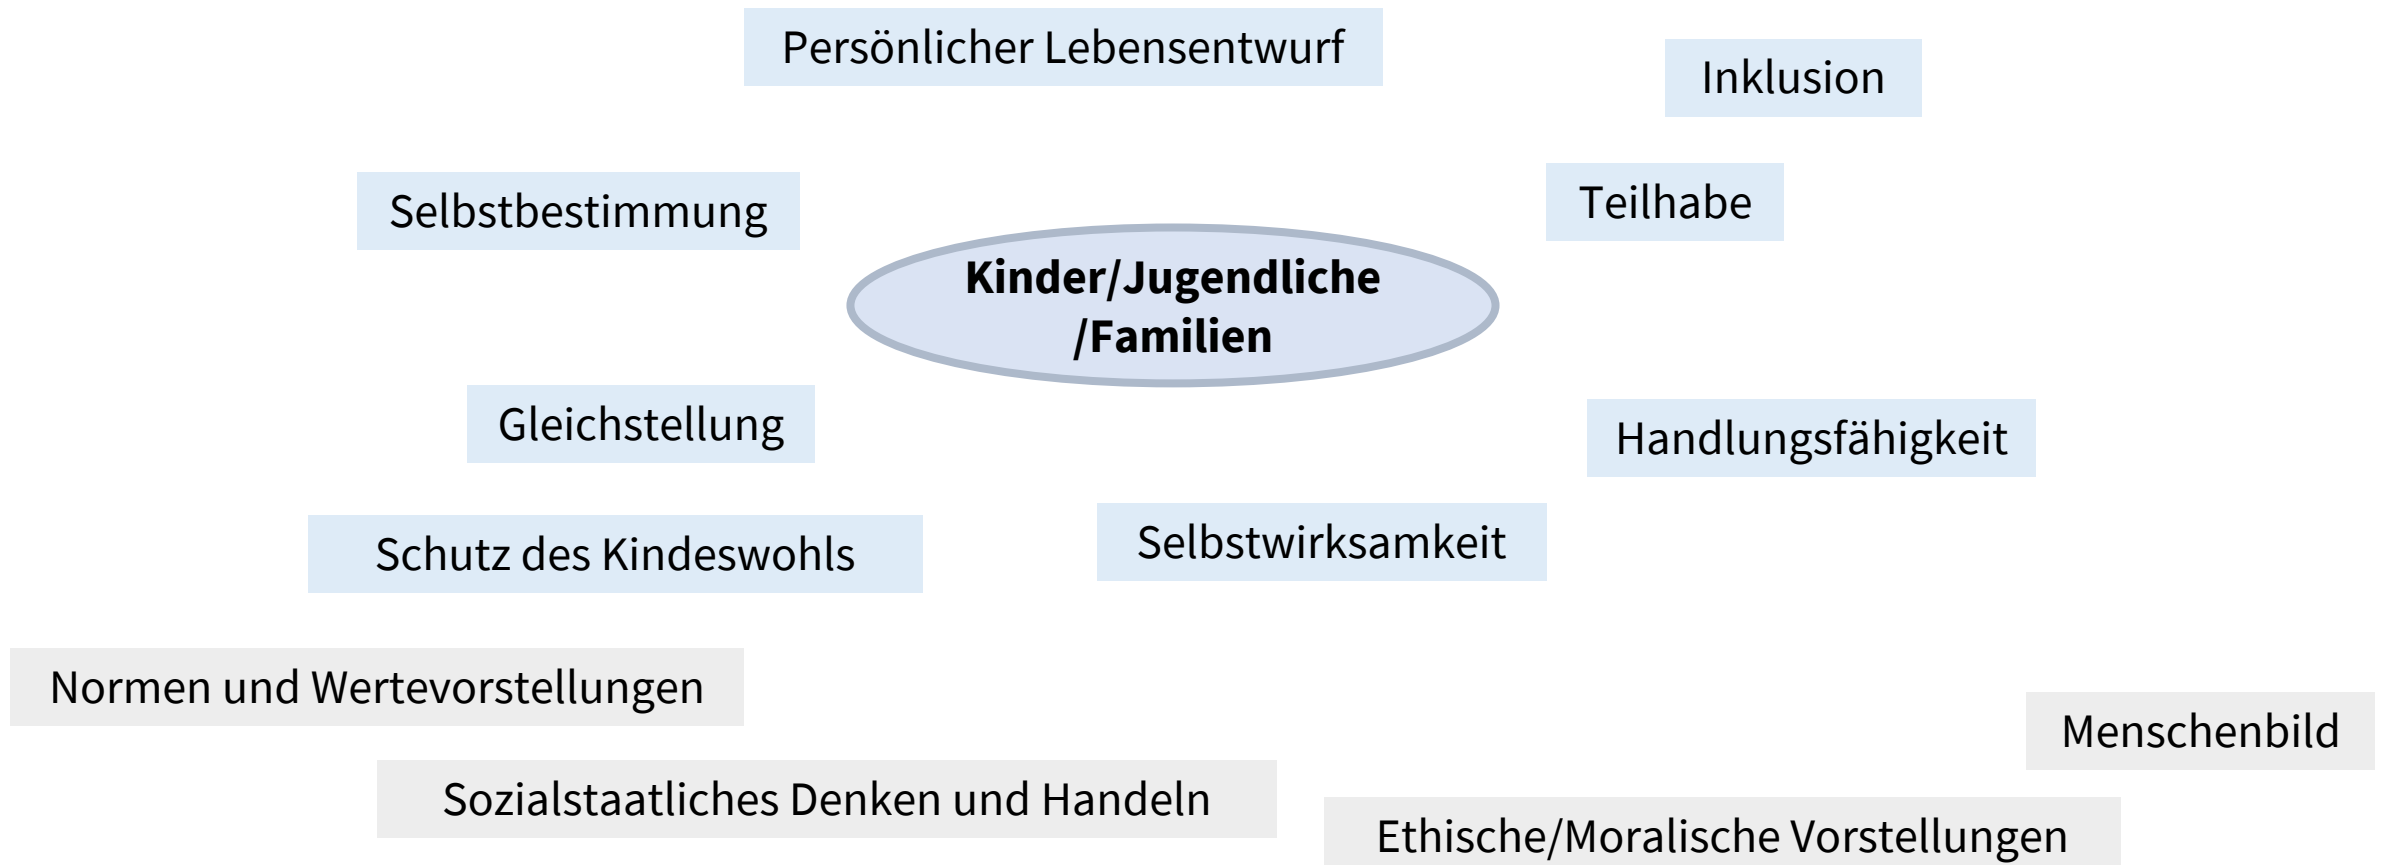 Persönlicher Lebensentwurf
Inklusion
Selbstbestimmung
Teilhabe
Kinder/Jugendliche
/Familien
Gleichstellung
Handlungsfähigkeit
Schutz des Kindeswohls
Selbstwirksamkeit
Normen und Wertevorstellungen
Menschenbild
Sozialstaatliches Denken und Handeln
Ethische/Moralische Vorstellungen